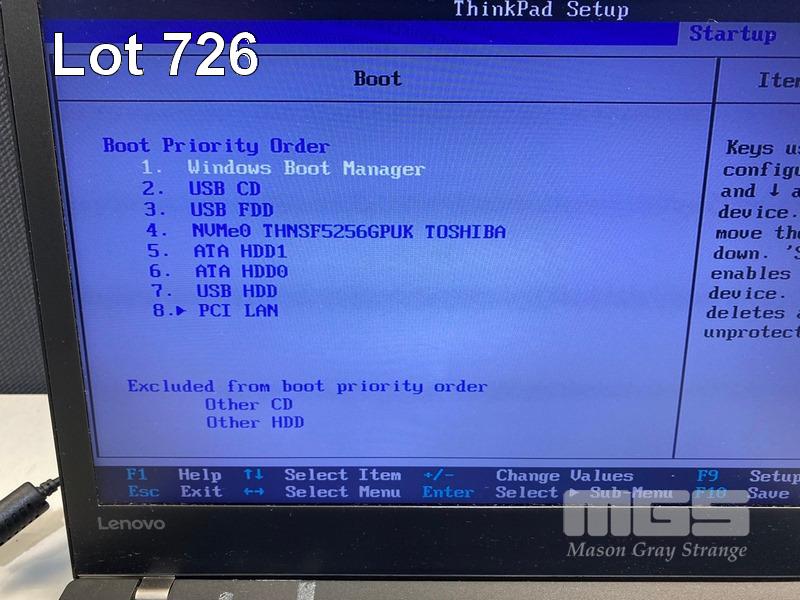 ThinkPad Setup
Startup
Lot 726
Boot
Boot Priority Order
1. Windows Boot Manager
2. USB CD
3. USB FDD
4. NVMe0 THNSF5256GPUK TOSHIBA
5. ATA HDD1
6. ATA HDD0
7. USB HDD
8.▶ PCI LAN
Excluded from boot priority order
Other CD
Other HDD
Keys
and ↓
device.
move
down.
enables
device.
deletes
F1 Help ↑↓ Select Item +/- Change Values F9 Setup
Esc Exit ↔ Select Menu Enter Select ▶ Sub-Menu F10 Save
Lenovo
MGS
Mason Gray Strange